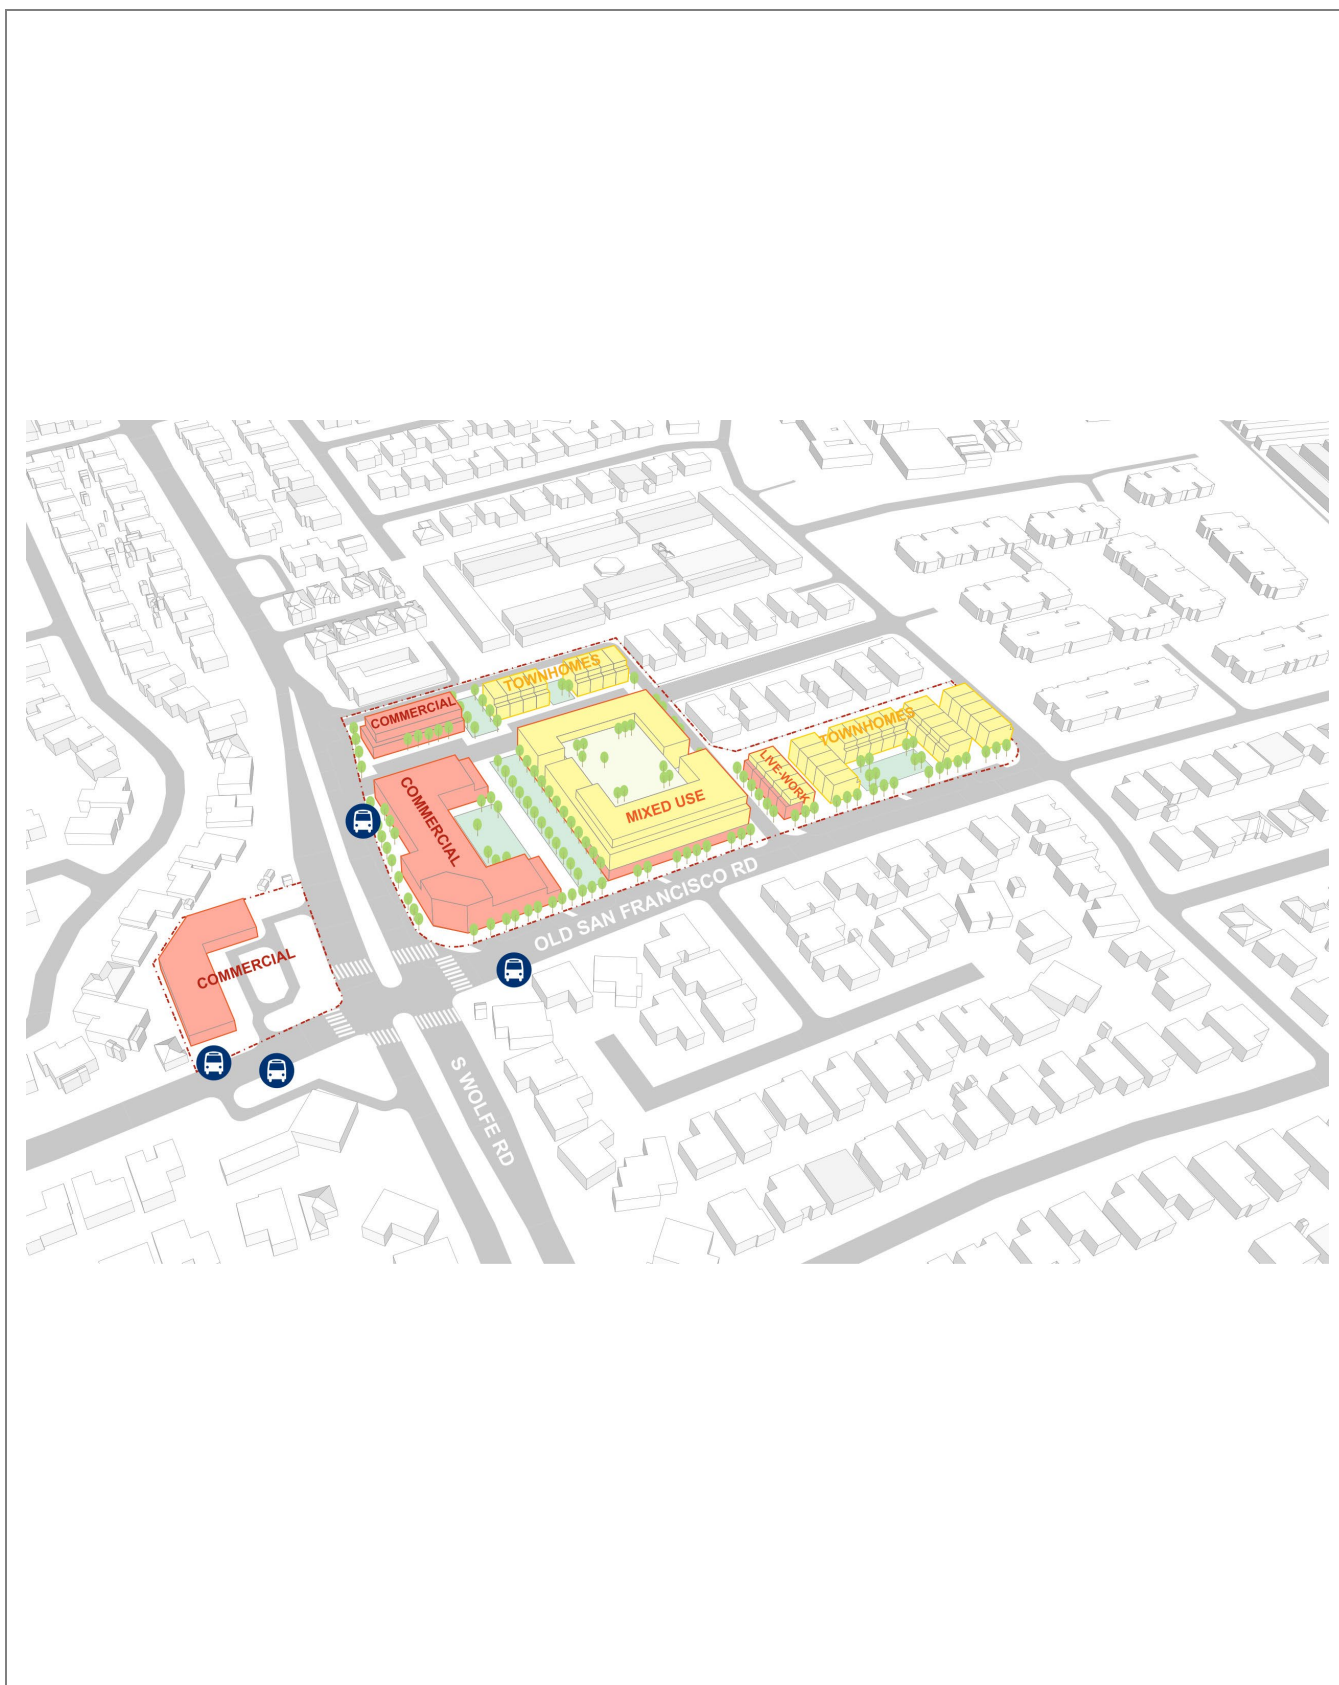 TOWNHOMES
COMMERCIAL
TOWNHOMES
LIVE-WORK
COMMERCIAL
MIXED USE
OLD SAN FRANCISCO RD
COMMERCIAL
S WOLFE RD